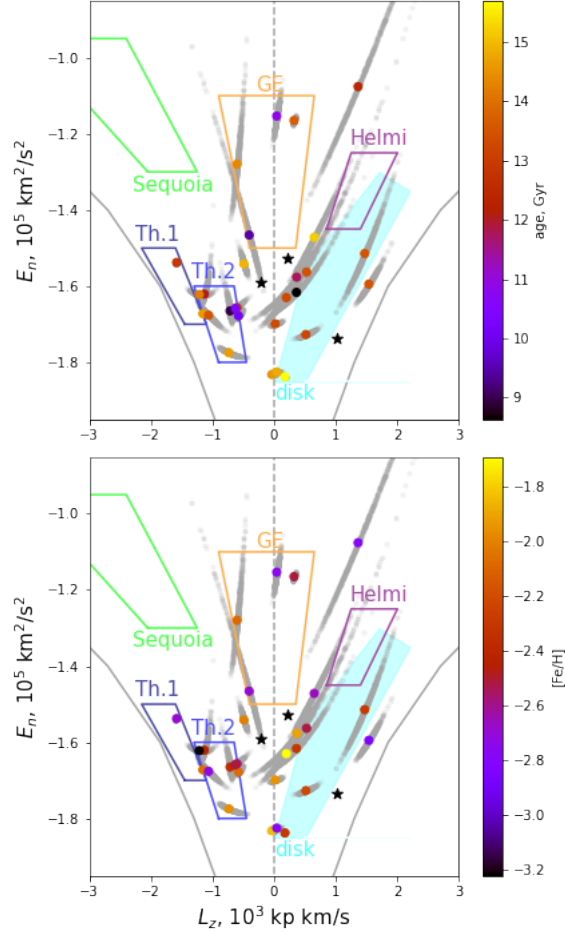 −1.0
−1.2
−1.4
−1.6
−1.8
E_n, 10^5 km^2/s^2
GE
Helmi
Sequoia
Th.1
Th.2
disk
−3 −2 −1 0 1 2 3
15
14
13
12
11
10
9
age, Gyr
−1.0
−1.2
−1.4
−1.6
−1.8
E_n, 10^5 km^2/s^2
GE
Helmi
Sequoia
Th.1
Th.2
disk
−3 −2 −1 0 1 2 3
L_z, 10^3 kp km/s
−1.8
−2.0
−2.2
−2.4
−2.6
−2.8
−3.0
−3.2
[Fe/H]